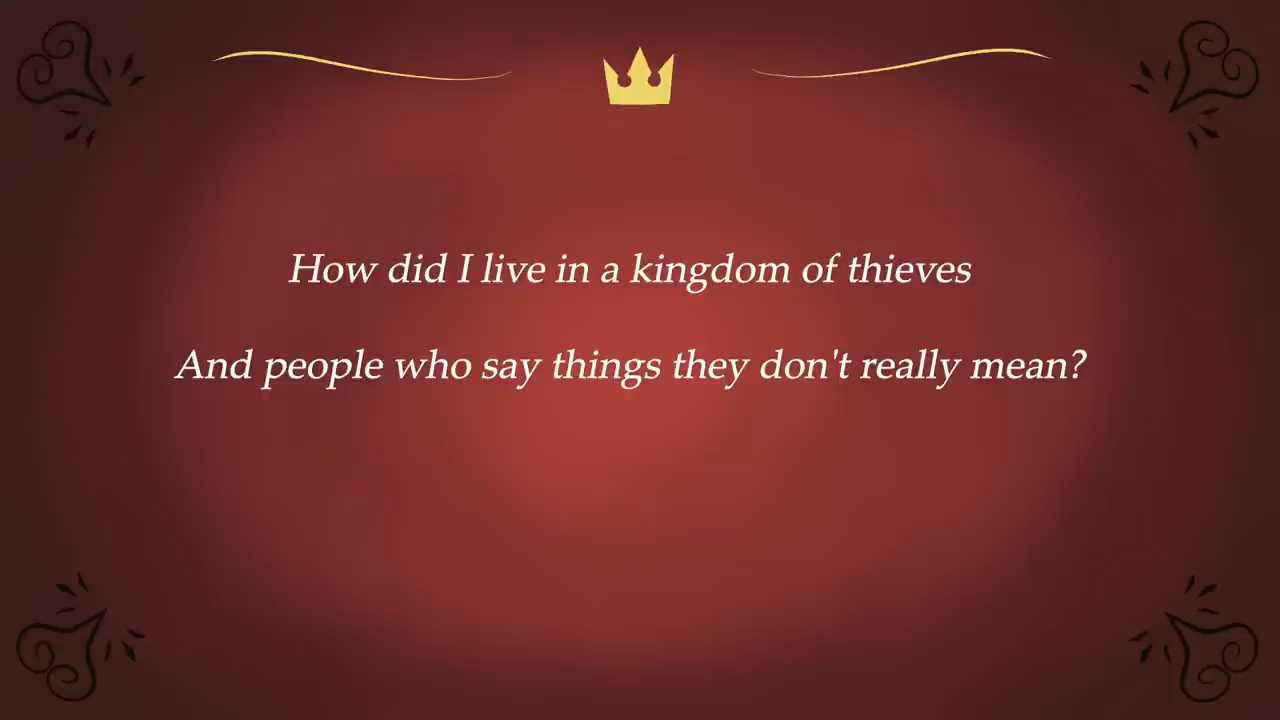 How did I live in a kingdom of thieves
And people who say things they don't really mean?